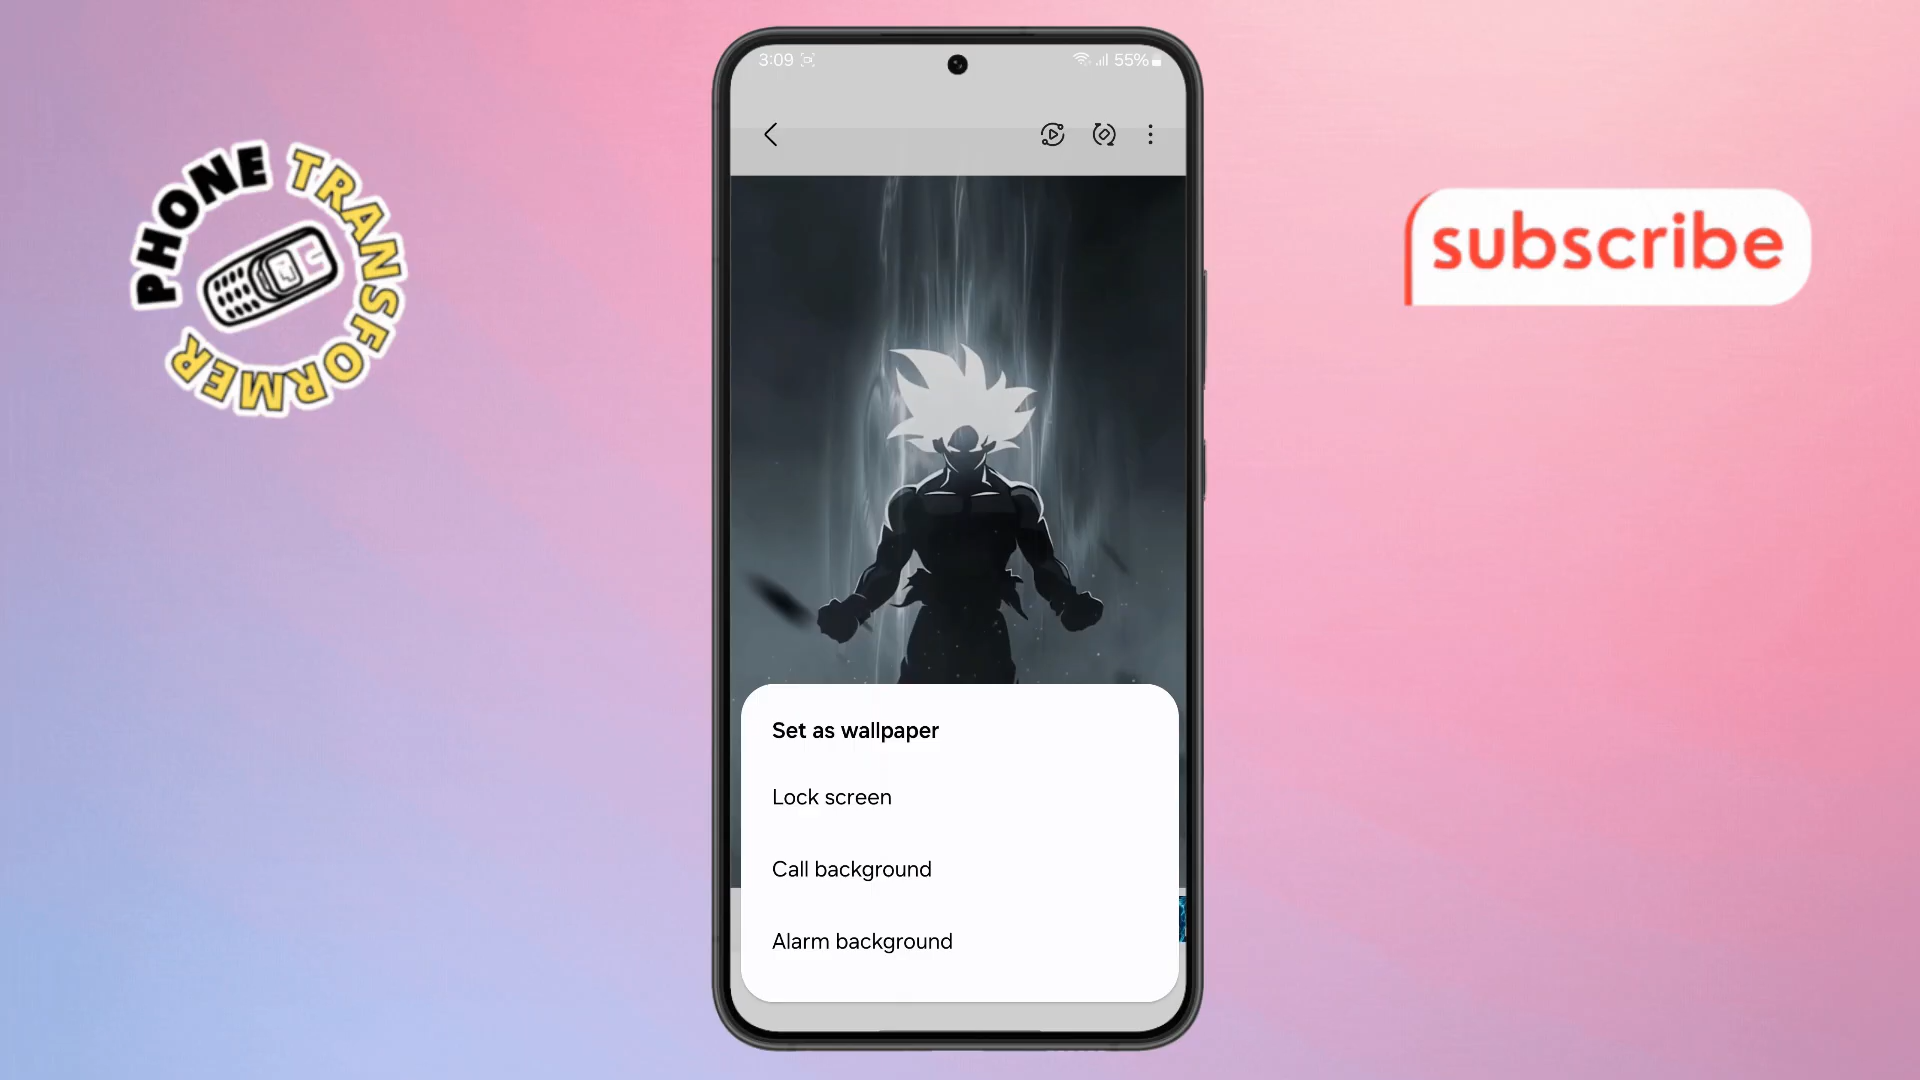 PHONE TRANSFORMER
3:09
55%
subscribe
Set as wallpaper
Lock screen
Call background
Alarm background